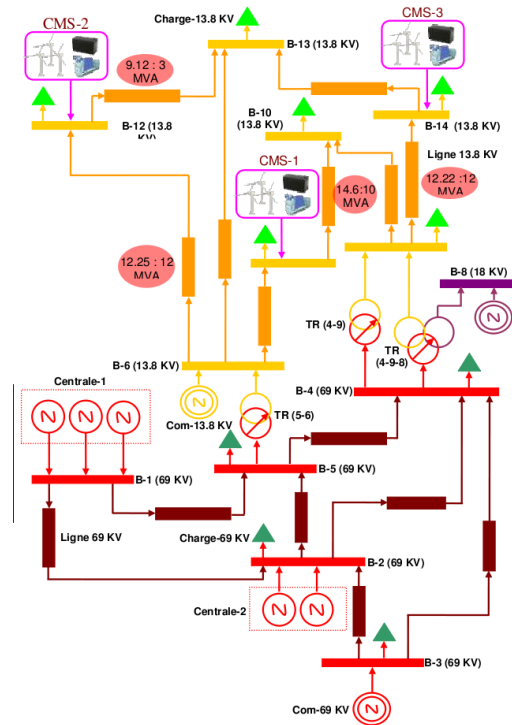 CMS-2
Charge-13.8 KV
B-13 (13.8 KV)
CMS-3
9.12 : 3
MVA
B-12 (13.8
B-10
(13.8 KV)
B-14 (13.8 KV)
Ligne 13.8 KV
CMS-1
14.6:10
MVA
12.22 :12
MVA
12.25 : 12
MVA
B-8 (18 KV)
TR (4-9)
TR
(4-9-8)
B-6 (13.8 KV)
B-4 (69 KV)
Centrale-1
Com-13.8 KV
TR (5-6)
B-1 (69 KV)
B-5 (69 KV)
Ligne 69 KV
Charge-69 KV
B-2 (69 KV)
Centrale-2
B-3 (69 KV)
Com-69 KV